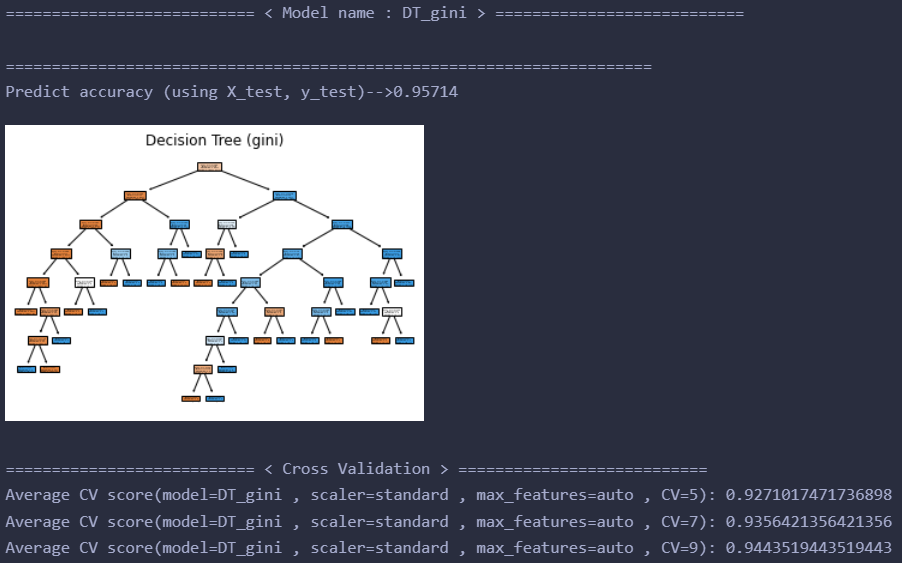 =========================== < Model name : DT_gini > ===========================
======================================================================
Predict accuracy (using X_test, y_test)-->0.95714
Decision Tree (gini)
=========================== < Cross Validation > ===========================
Average CV score(model=DT_gini , scaler=standard , max_features=auto , CV=5): 0.9271017471736898
Average CV score(model=DT_gini , scaler=standard , max_features=auto , CV=7): 0.9356421356421356
Average CV score(model=DT_gini , scaler=standard , max_features=auto , CV=9): 0.9443519443519443